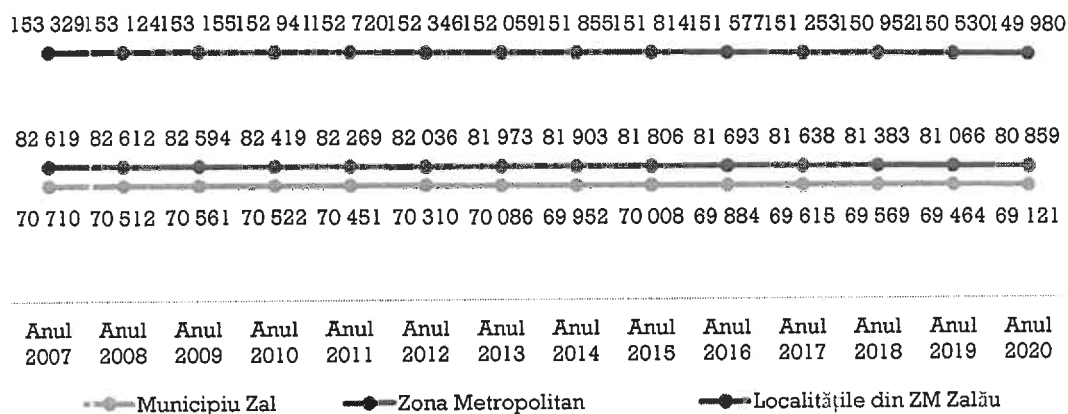 153 329153 124153 155152 941152 720152 346152 059151 855151 814151 577151 253150 952150 530149 980
82 619 82 612 82 594 82 419 82 269 82 036 81 973 81 903 81 806 81 693 81 638 81 383 81 066 80 859
70 710 70 512 70 561 70 522 70 451 70 310 70 086 69 952 70 008 69 884 69 615 69 569 69 464 69 121
Anul Anul Anul Anul Anul Anul Anul Anul Anul Anul Anul Anul Anul Anul
2007 2008 2009 2010 2011 2012 2013 2014 2015 2016 2017 2018 2019 2020
Municipiu Zal Zona Metropolitan Localitățile din ZM Zalău